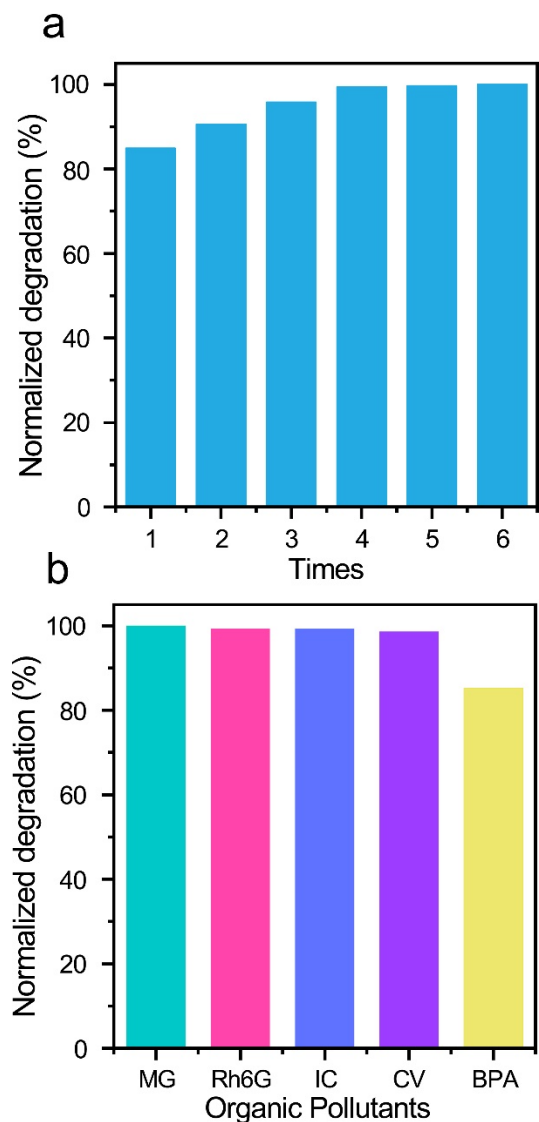 a
Normalized degradation (%)
100
80
60
40
20
0
1 2 3 4 5 6
Times
b
Normalized degradation (%)
100
80
60
40
20
0
MG Rh6G IC CV BPA
Organic Pollutants